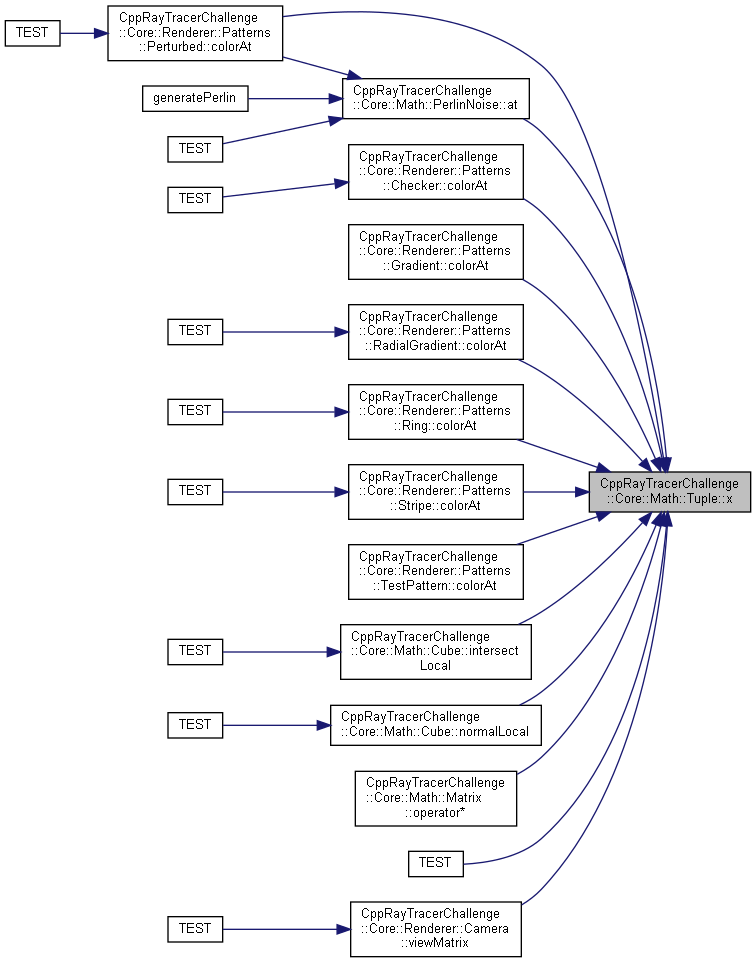 TEST
CppRayTracerChallenge
::Core::Renderer::Patterns
::Perturbed::colorAt
generatePerlin
CppRayTracerChallenge
::Core::Math::PerlinNoise::at
TEST
CppRayTracerChallenge
::Core::Renderer::Patterns
::Checker::colorAt
TEST
CppRayTracerChallenge
::Core::Renderer::Patterns
::Gradient::colorAt
TEST
CppRayTracerChallenge
::Core::Renderer::Patterns
::RadialGradient::colorAt
TEST
CppRayTracerChallenge
::Core::Renderer::Patterns
::Ring::colorAt
TEST
CppRayTracerChallenge
::Core::Renderer::Patterns
::Stripe::colorAt
CppRayTracerChallenge
::Core::Math::Tuple::x
CppRayTracerChallenge
::Core::Renderer::Patterns
::TestPattern::colorAt
TEST
CppRayTracerChallenge
::Core::Math::Cube::intersect
Local
TEST
CppRayTracerChallenge
::Core::Math::Cube::normalLocal
CppRayTracerChallenge
::Core::Math::Matrix
::operator*
TEST
TEST
CppRayTracerChallenge
::Core::Renderer::Camera
::viewMatrix